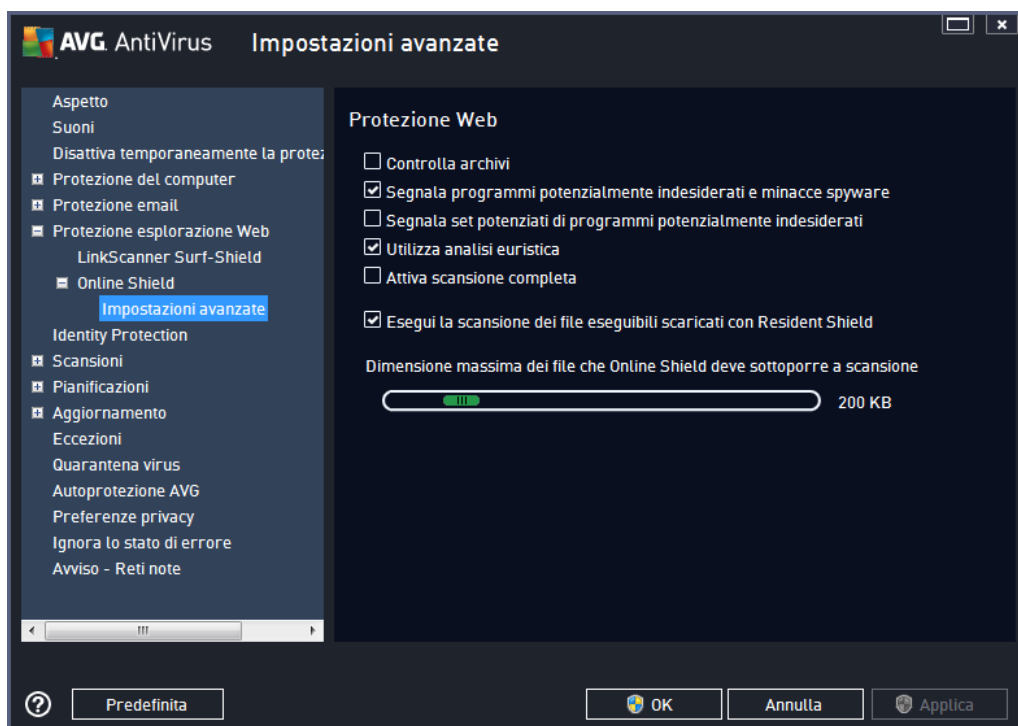 AVG. AntiVirus Impostazioni avanzate
Aspetto
Suoni
Disattiva temporaneamente la
Protezione del computer
Protezione email
Protezione esplorazione Web
LinkScanner Surf-Shield
Online Shield
Impostazioni avanzate
Identity Protection
Scansioni
Pianificazioni
Aggiornamento
Eccezioni
Quarantena virus
Autoprotezione AVG
Preferenze privacy
Ignora lo stato di errore
Avviso - Reti note
Protezione Web
Controlla archivi
Segnala programmi potenzialmente indesiderati e minacce spyware
Segnala set potenziati di programmi potenzialmente indesiderati
Utilizza analisi euristica
Attiva scansione completa
Esegui la scansione dei file eseguibili scaricati con Resident Shield
Dimensione massima dei file che Online Shield deve sottoporre a scansione
200 KB
?
Predefinita
OK
Annulla
Applica